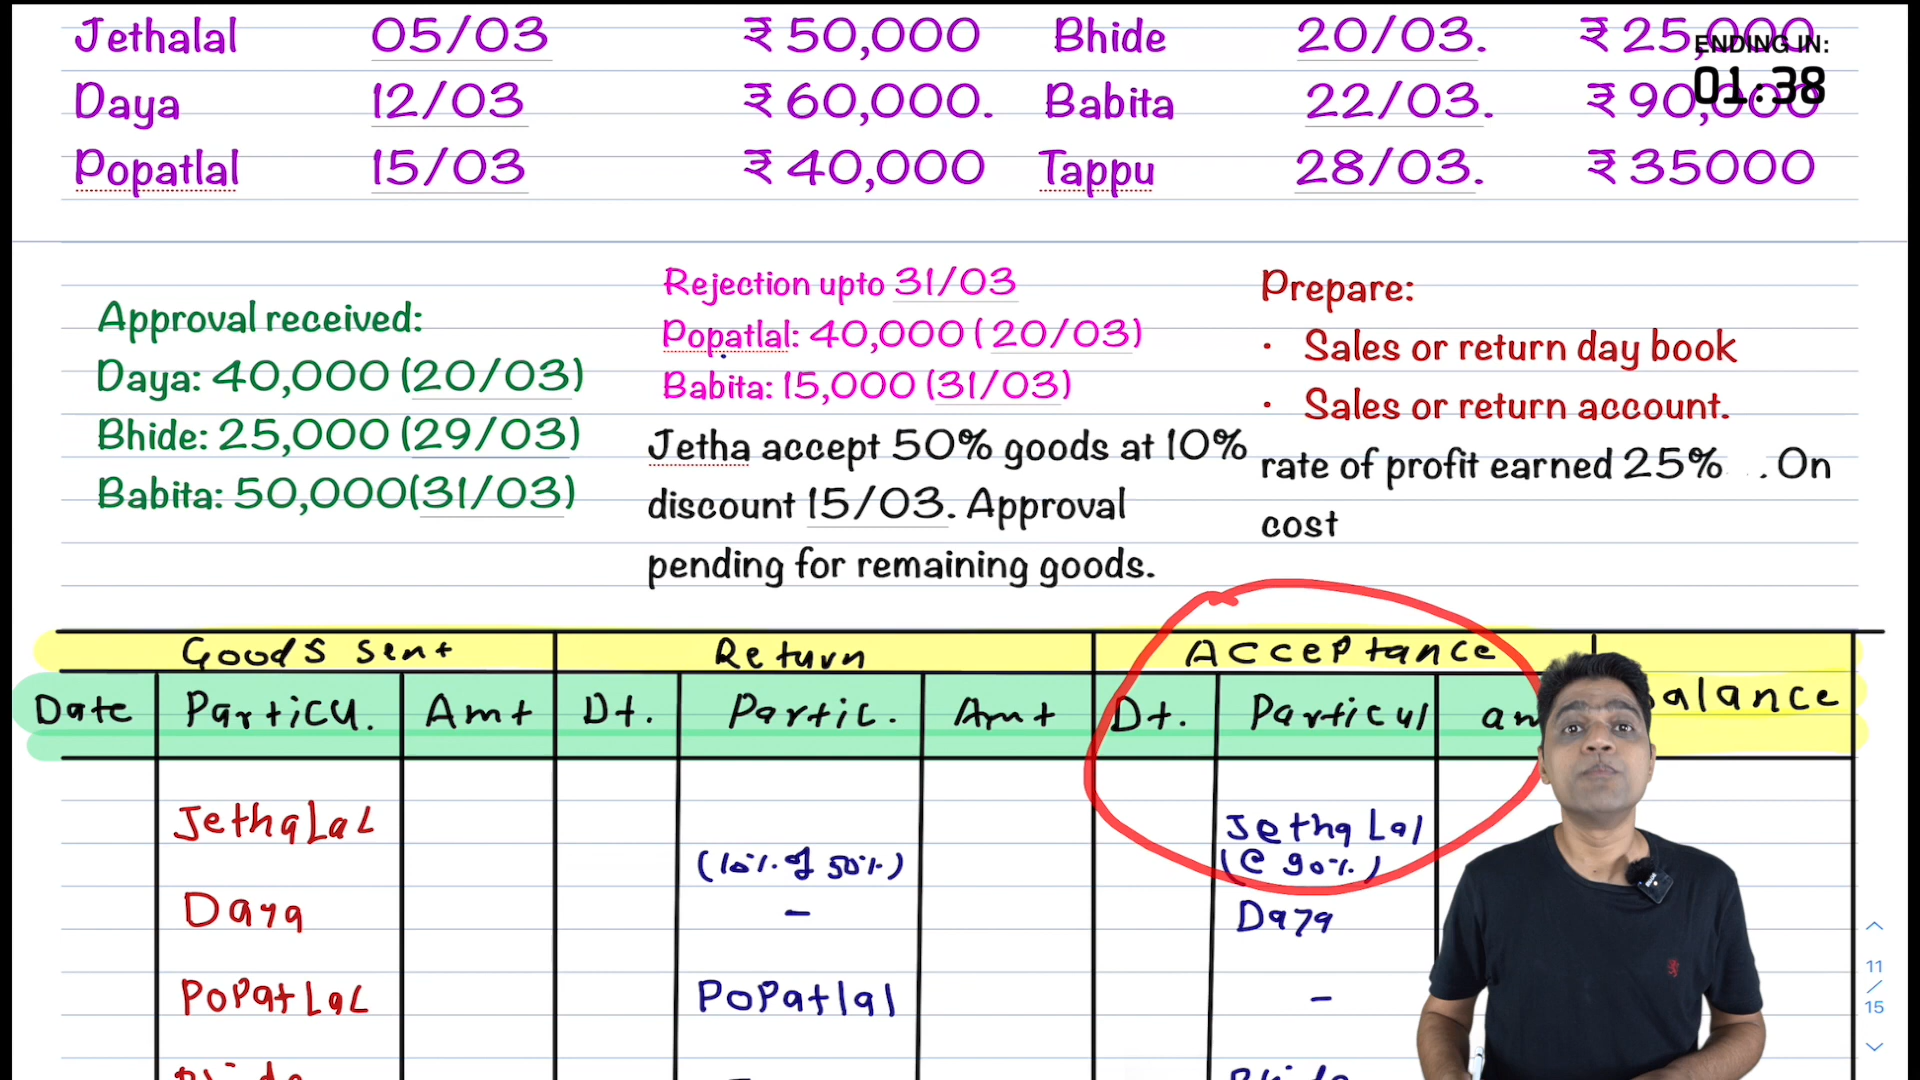 Jethalal 05/03 ₹ 50,000 Bhide 20/03. ₹ 25,000
ENDING IN:
01:38
Daya 12/03 ₹ 60,000. Babita 22/03. ₹ 90,000
Popatlal 15/03 ₹ 40,000 Tappu 28/03. ₹ 35000
Approval received:
Daya: 40,000 (20/03)
Bhide: 25,000 (29/03)
Babita: 50,000(31/03)
Rejection upto 31/03
Popatlal: 40,000 ( 20/03)
Babita: 15,000 (31/03)
Jetha accept 50% goods at 10%
discount 15/03. Approval
pending for remaining goods.
Prepare:
• Sales or return day book
• Sales or return account.
rate of profit earned 25% . On
cost
Goods sent Return Acceptance
Date Particu. Amt Dt. Partic. Amt Dt. Particul am alance
JethaLaL JethaLal
(10%. of 50%.) (@ 90%.)
Daya - Daya
PopatLaL Popatlal -
11
/
15